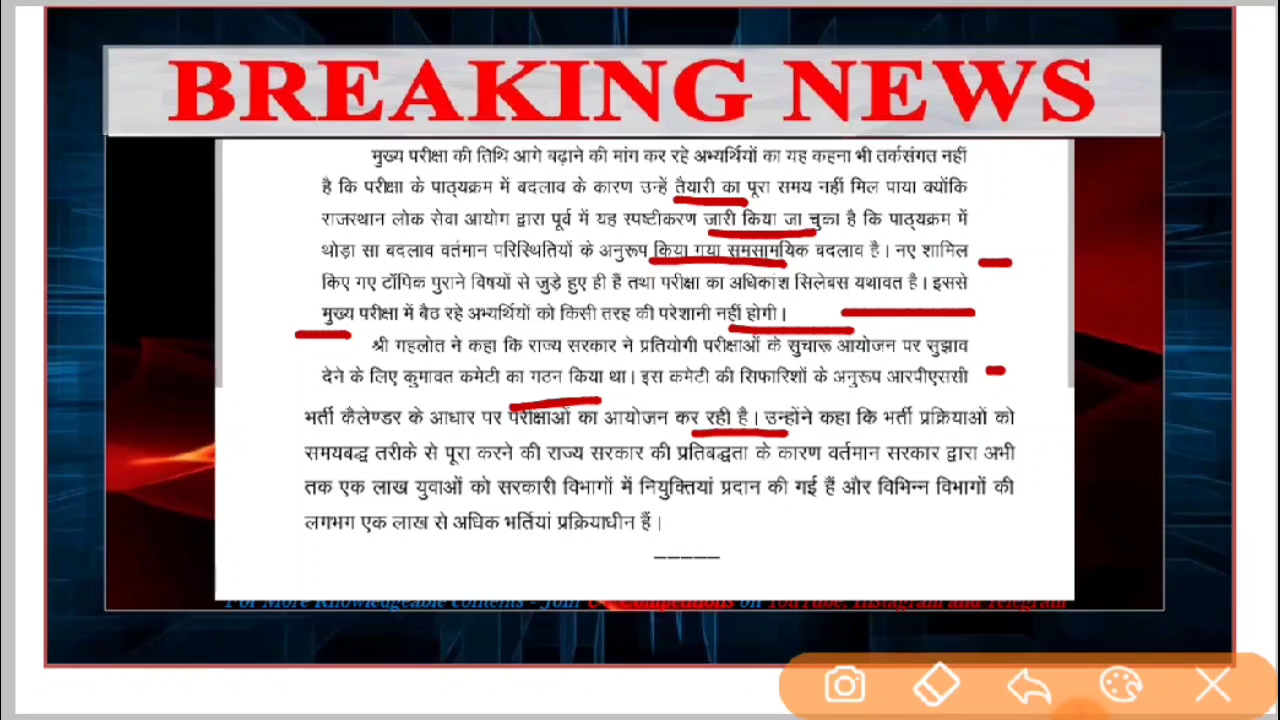 BREAKING NEWS
मुख्य परीक्षा की तिथि आगे बढ़ाने की मांग कर रहे अभ्यर्थियों का यह कहना भी तर्कसंगत नहीं
है कि परीक्षा के पाठ्यक्रम में बदलाव के कारण उन्हें तैयारी का पूरा समय नहीं मिल पाया क्योंकि
राजस्थान लोक सेवा आयोग द्वारा पूर्व में यह स्पष्टीकरण जारी किया जा चुका है कि पाठ्यक्रम में
थोड़ा सा बदलाव वर्तमान परिस्थितियों के अनुरूप किया गया समसामयिक बदलाव है। नए शामिल
किए गए टॉपिक पुराने विषयों से जुड़े हुए ही हैं तथा परीक्षा का अधिकांश सिलेबस यथावत है। इससे
मुख्य परीक्षा में बैठ रहे अभ्यर्थियों को किसी तरह की परेशानी नहीं होगी।
श्री गहलोत ने कहा कि राज्य सरकार ने प्रतियोगी परीक्षाओं के सुचारू आयोजन पर सुझाव
देने के लिए कुमावत कमेटी का गठन किया था। इस कमेटी की सिफारिशों के अनुरूप आरपीएससी
भर्ती कैलेण्डर के आधार पर परीक्षाओं का आयोजन कर रही है। उन्होंने कहा कि भर्ती प्रक्रियाओं को
समयबद्ध तरीके से पूरा करने की राज्य सरकार की प्रतिबद्धता के कारण वर्तमान सरकार द्वारा अभी
तक एक लाख युवाओं को सरकारी विभागों में नियुक्तियां प्रदान की गई हैं और विभिन्न विभागों की
लगभग एक लाख से अधिक भर्तियां प्रक्रियाधीन हैं।
-----
For More Knowledgeable contents - Join Competitions on YouTube, Instagram and Telegram